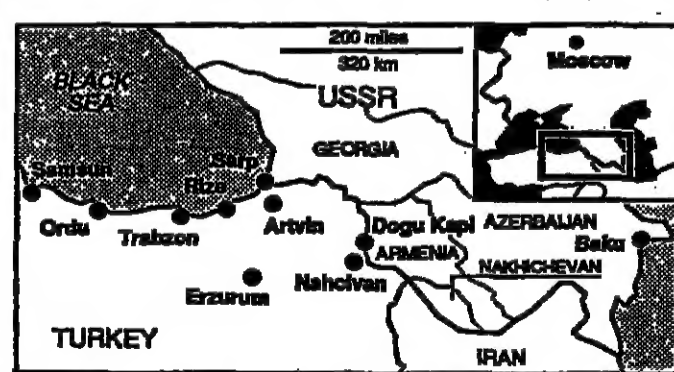 200 miles
320 km
BLACK
SEA
USSR
Moscow
GEORGIA
Samsun
Sarp
Rize
Ordu
Trabzon
Artvin
Dogu Kapi
AZERBAIJAN
Baku
ARMENIA
NAKHICHEVAN
Nahcivan
Erzurum
TURKEY
IRAN